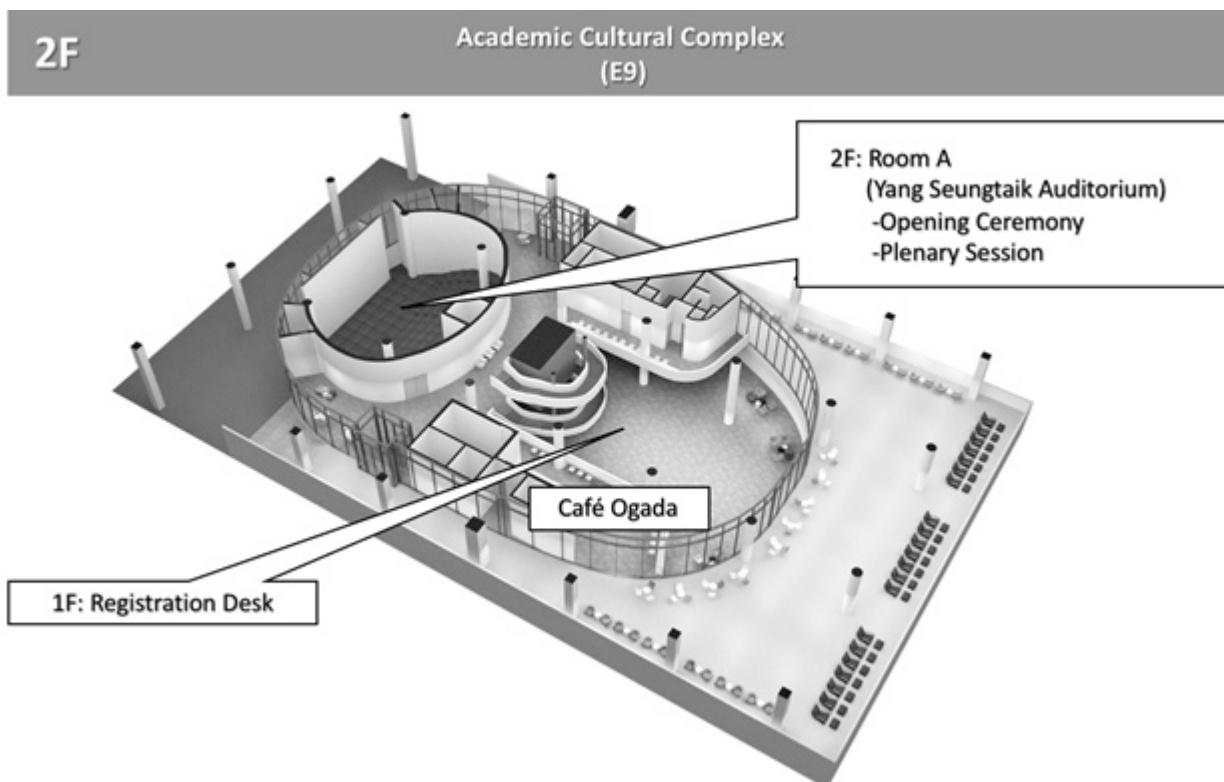 2F
Academic Cultural Complex
(E9)
2F: Room A
(Yang Seungtaik Auditorium)
-Opening Ceremony
-Plenary Session
Café Ogada
1F: Registration Desk